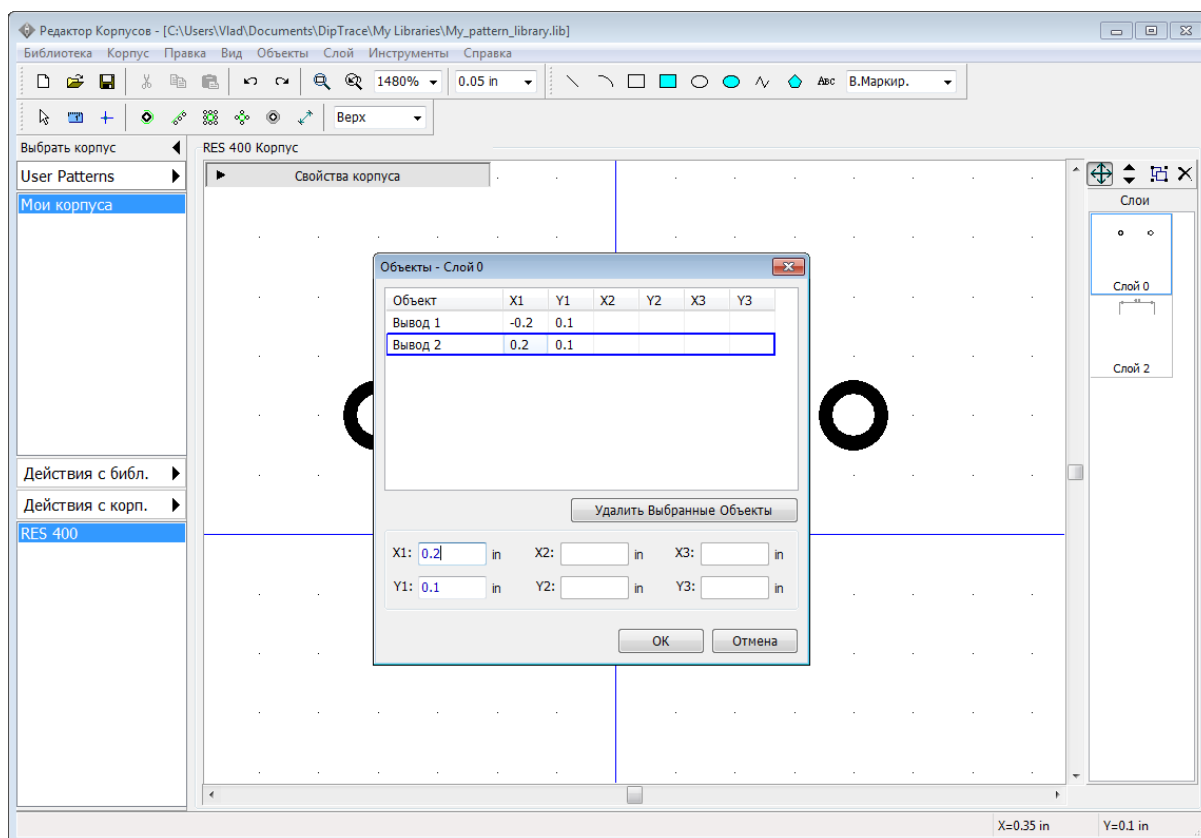 Редактор Корпусов - [C:\Users\Vlad\Documents\DipTrace\My Libraries\My_pattern_library.lib]
Библиотека Корпус Правка Вид Объекты Слой Инструменты Справка
1480% 0.05 in ABC В.Маркир.
Верх
Выбрать корпус
RES 400 Корпус
User Patterns
Свойства корпуса
Мои корпуса
Слои
Слой 0
Слой 2
Объекты - Слой 0
Объект X1 Y1 X2 Y2 X3 Y3
Вывод 1 -0.2 0.1
Вывод 2 0.2 0.1
Удалить Выбранные Объекты
X1: 0.2 in X2: in X3: in
Y1: 0.1 in Y2: in Y3: in
OK Отмена
Действия с библ.
Действия с корп.
RES 400
X=0.35 in Y=0.1 in